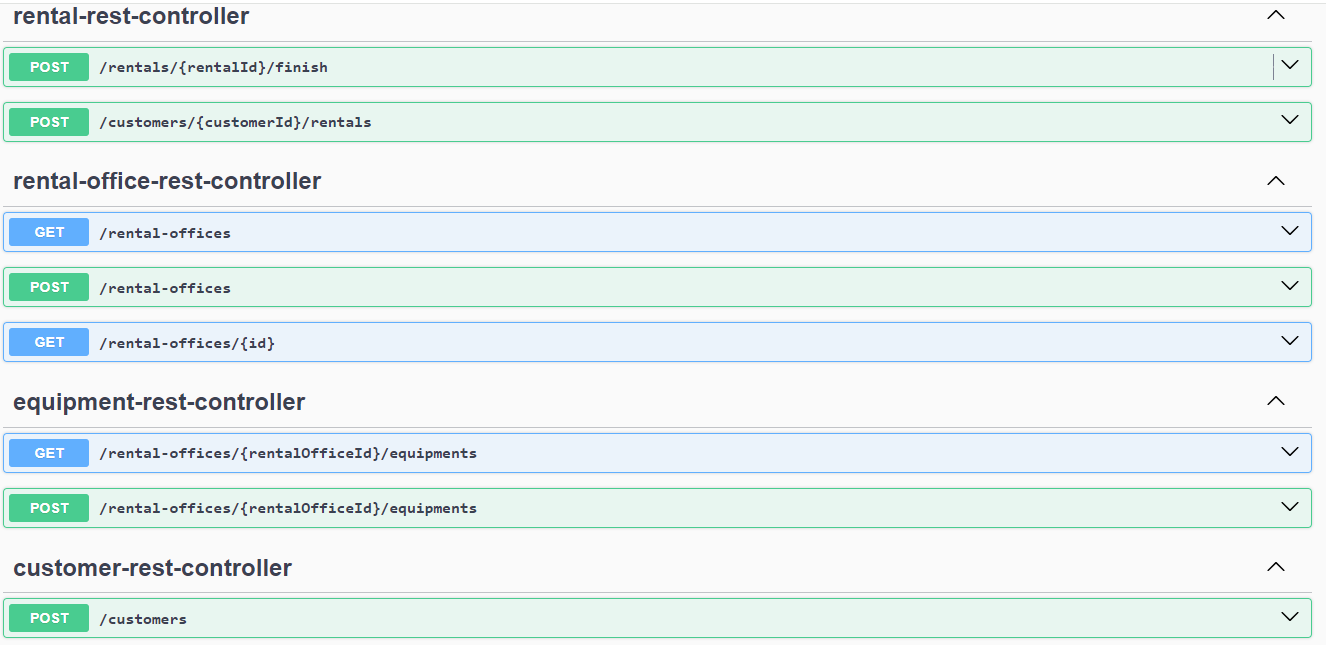 rental-rest-controller
POST /rentals/{rentalId}/finish
POST /customers/{customerId}/rentals
rental-office-rest-controller
GET /rental-offices
POST /rental-offices
GET /rental-offices/{id}
equipment-rest-controller
GET /rental-offices/{rentalOfficeId}/equipments
POST /rental-offices/{rentalOfficeId}/equipments
customer-rest-controller
POST /customers